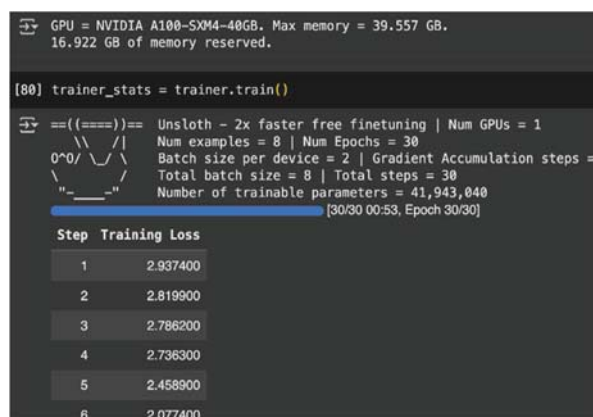 GPU = NVIDIA A100-SXM4-40GB. Max memory = 39.557 GB.
16.922 GB of memory reserved.
[80] trainer_stats = trainer.train()
==((====))== Unsloth - 2x faster free finetuning | Num GPUs = 1
\\ /| Num examples = 8 | Num Epochs = 30
O^O/ \_/ \ Batch size per device = 2 | Gradient Accumulation steps =
\ / Total batch size = 8 | Total steps = 30
"-____-" Number of trainable parameters = 41,943,040
[30/30 00:53, Epoch 30/30]
Step Training Loss
1 2.937400
2 2.819900
3 2.786200
4 2.736300
5 2.458900
6 2.077400